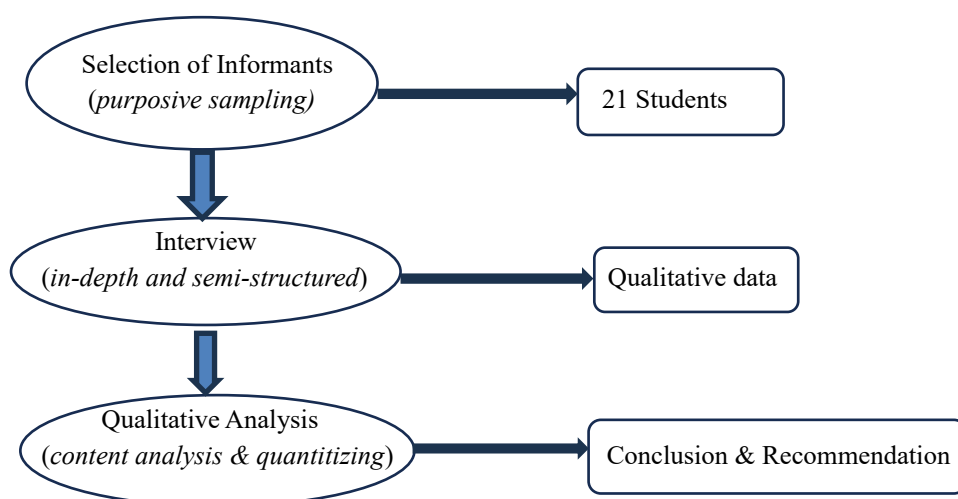 Selection of Informants
(purposive sampling)
21 Students
Interview
(in-depth and semi-structured)
Qualitative data
Qualitative Analysis
(content analysis & quantitizing)
Conclusion & Recommendation